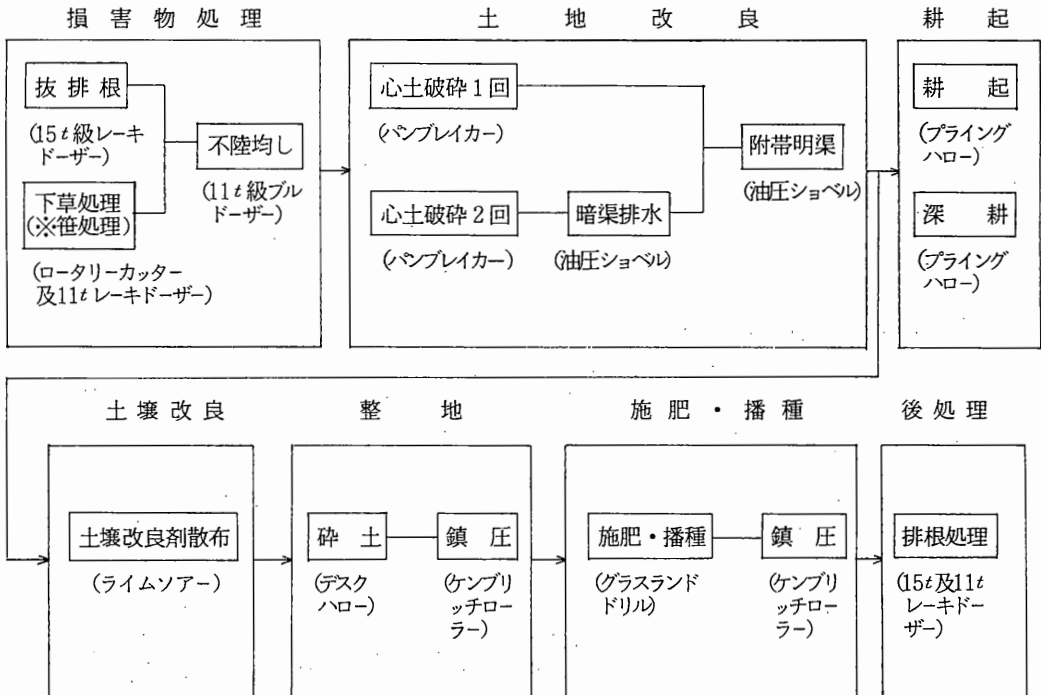 損害物処理
土地改良
耕起
抜排根
(15t級レーキ
ドーザー)
下草処理
(※笹処理)
(ロータリーカッター
及11tレーキドーザー)
不陸均し
(11t級ブル
ドーザー)
心土破砕1回
(パンブレイカー)
心土破砕2回
(パンブレイカー)
暗渠排水
(油圧ショベル)
附帯明渠
(油圧ショベル)
耕起
(プライング
ハロー)
深耕
(プライング
ハロー)
土壌改良
整地
施肥・播種
後処理
土壌改良剤散布
(ライムソアー)
砕土
(デスク
ハロー)
鎮圧
(ケンブリ
ッチロー
ラー)
施肥・播種
(グラスランド
ドリル)
鎮圧
(ケンブリ
ッチロー
ラー)
排根処理
(15t及11t
レーキドー
ザー)